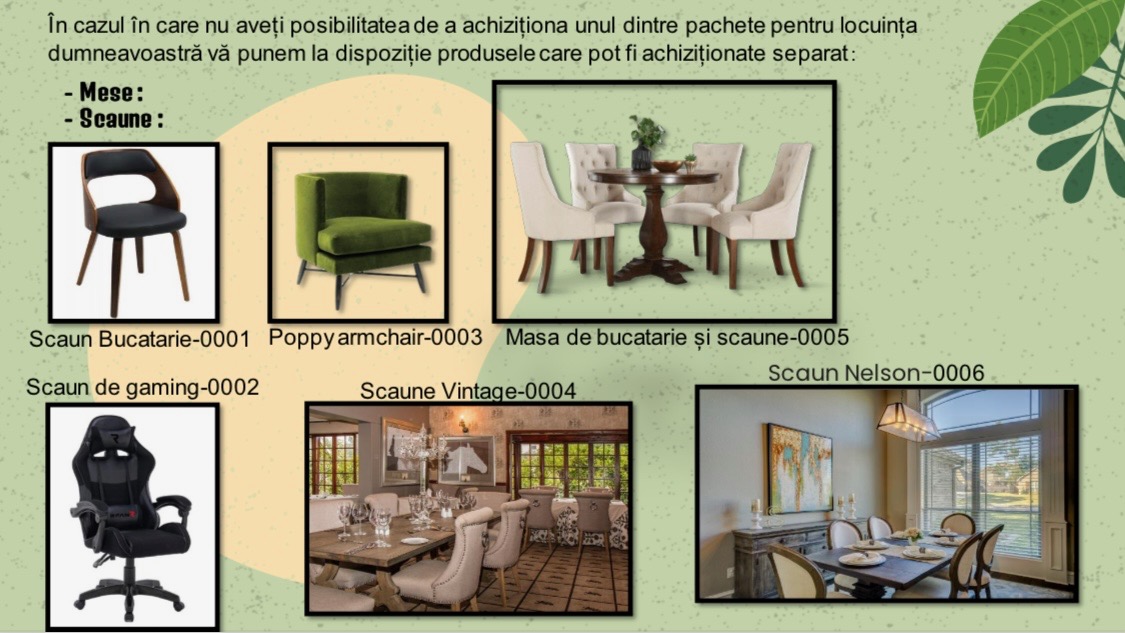 În cazul în care nu aveți posibilitatea de a achiziționa unul dintre pachete pentru locuința
dumneavoastră vă punem la dispoziție produsele care pot fi achiziționate separat:
- Mese:
- Scaune:
Scaun Bucatarie-0001
Poppy armchair-0003
Masa de bucatarie și scaune-0005
Scaun de gaming-0002
Scaune Vintage-0004
Scaun Nelson-0006